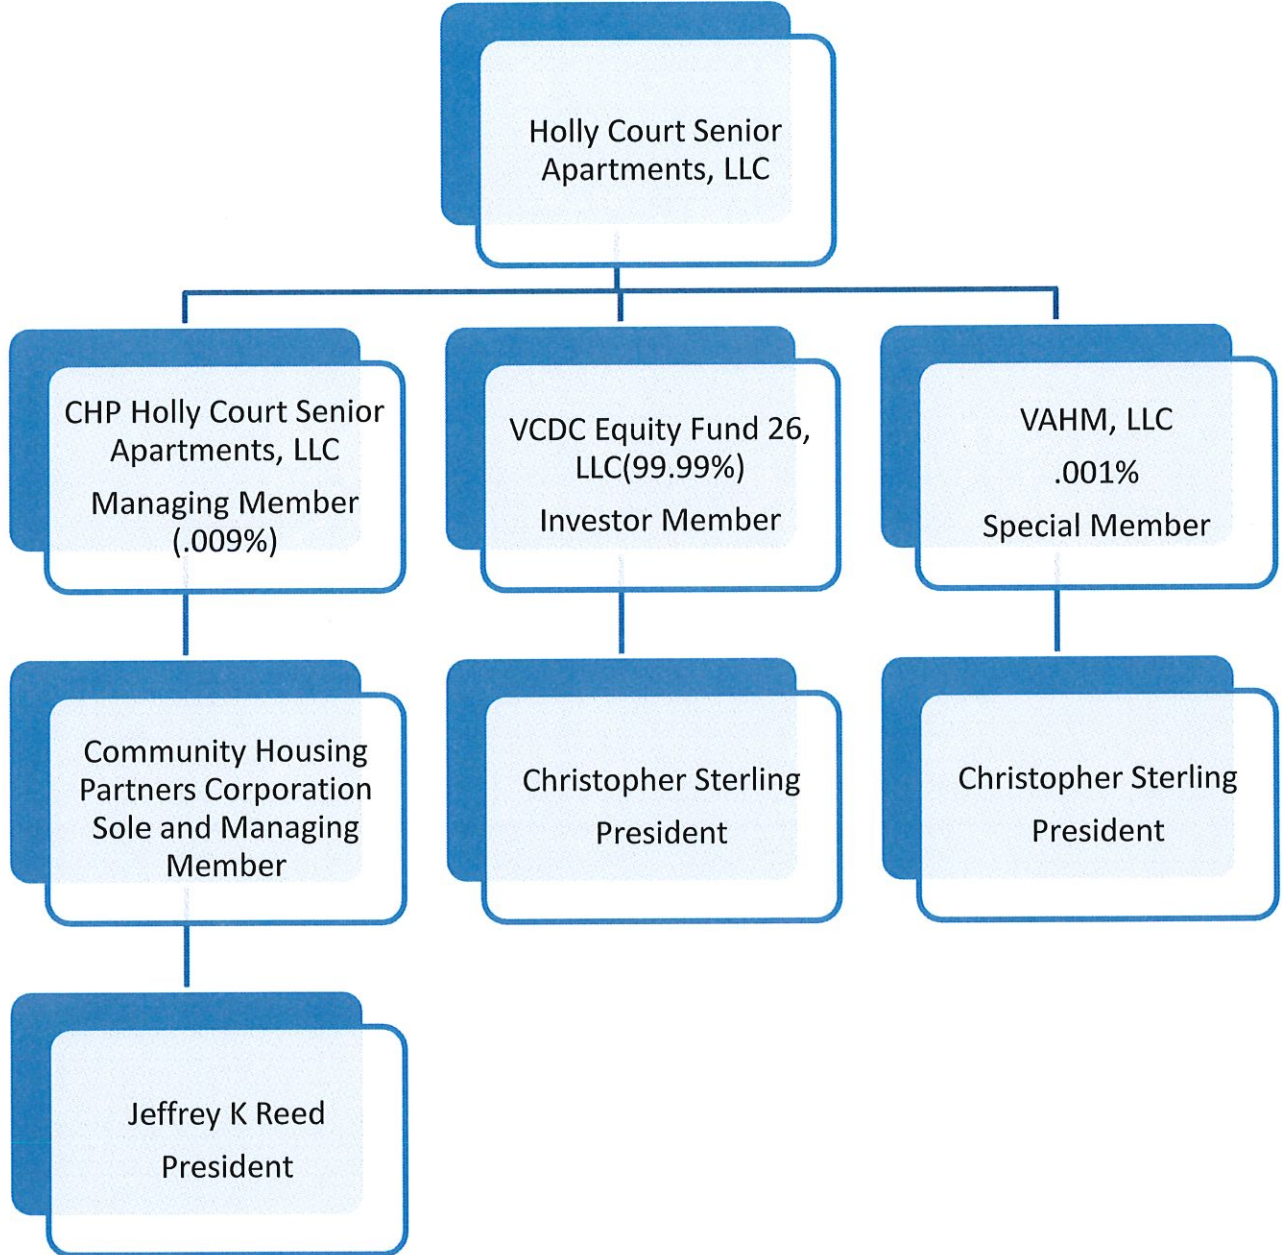 Holly Court Senior
Apartments, LLC
CHP Holly Court Senior
Apartments, LLC
Managing Member
(.009%)
VCDC Equity Fund 26,
LLC(99.99%)
Investor Member
VAHM, LLC
.001%
Special Member
Community Housing
Partners Corporation
Sole and Managing
Member
Christopher Sterling
President
Christopher Sterling
President
Jeffrey K Reed
President